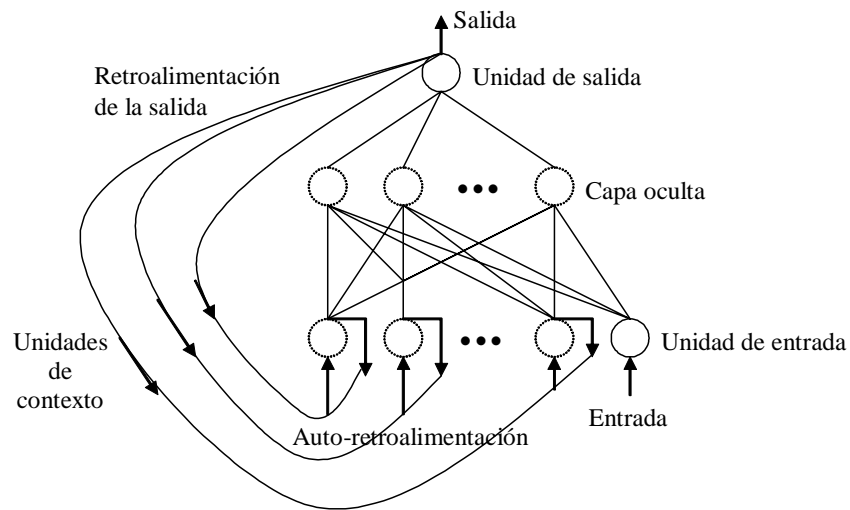 Salida
Retroalimentación
de la salida
Unidad de salida
Capa oculta
Unidades
de
contexto
Unidad de entrada
Auto-retroalimentación
Entrada